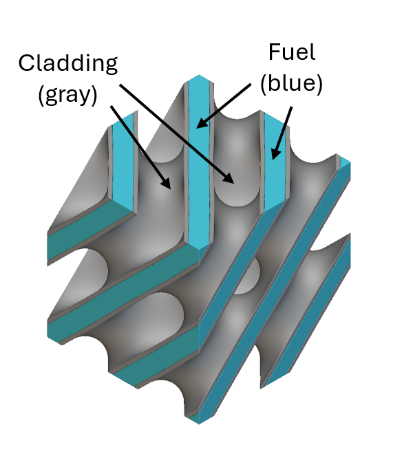 Cladding
(gray)
Fuel
(blue)